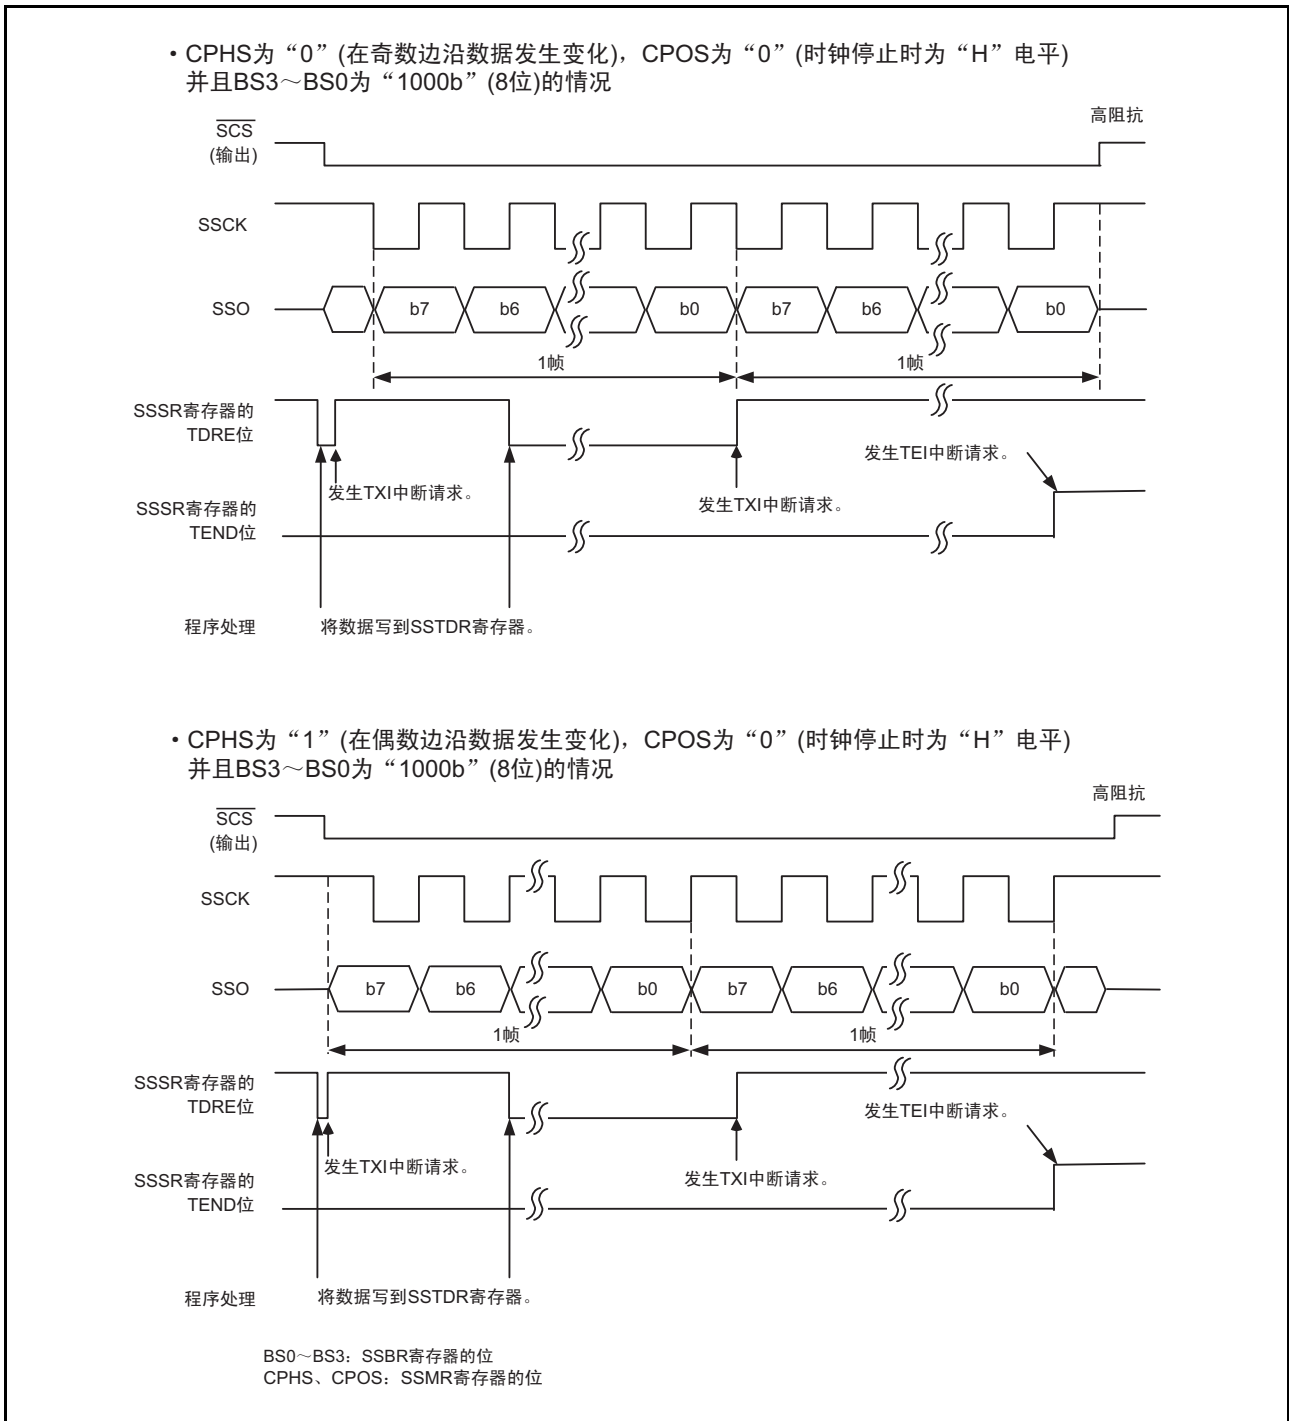 • CPHS为“0”(在奇数边沿数据发生变化)，CPOS为“0”(时钟停止时为“H”电平)
并且BS3～BS0为“1000b”(8位)的情况
高阻抗
SCS
(输出)
SSCK
SSO
b7
b6
b0
b7
b6
b0
1帧
1帧
SSSR寄存器的
TDRE位
发生TEI中断请求。
发生TXI中断请求。
发生TXI中断请求。
SSSR寄存器的
TEND位
程序处理
将数据写到SSTDR寄存器。
• CPHS为“1”(在偶数边沿数据发生变化)，CPOS为“0”(时钟停止时为“H”电平)
并且BS3～BS0为“1000b”(8位)的情况
高阻抗
SCS
(输出)
SSCK
SSO
b7
b6
b0
b7
b6
b0
1帧
1帧
SSSR寄存器的
TDRE位
发生TEI中断请求。
发生TXI中断请求。
发生TXI中断请求。
SSSR寄存器的
TEND位
程序处理
将数据写到SSTDR寄存器。
BS0～BS3：SSBR寄存器的位
CPHS、CPOS：SSMR寄存器的位